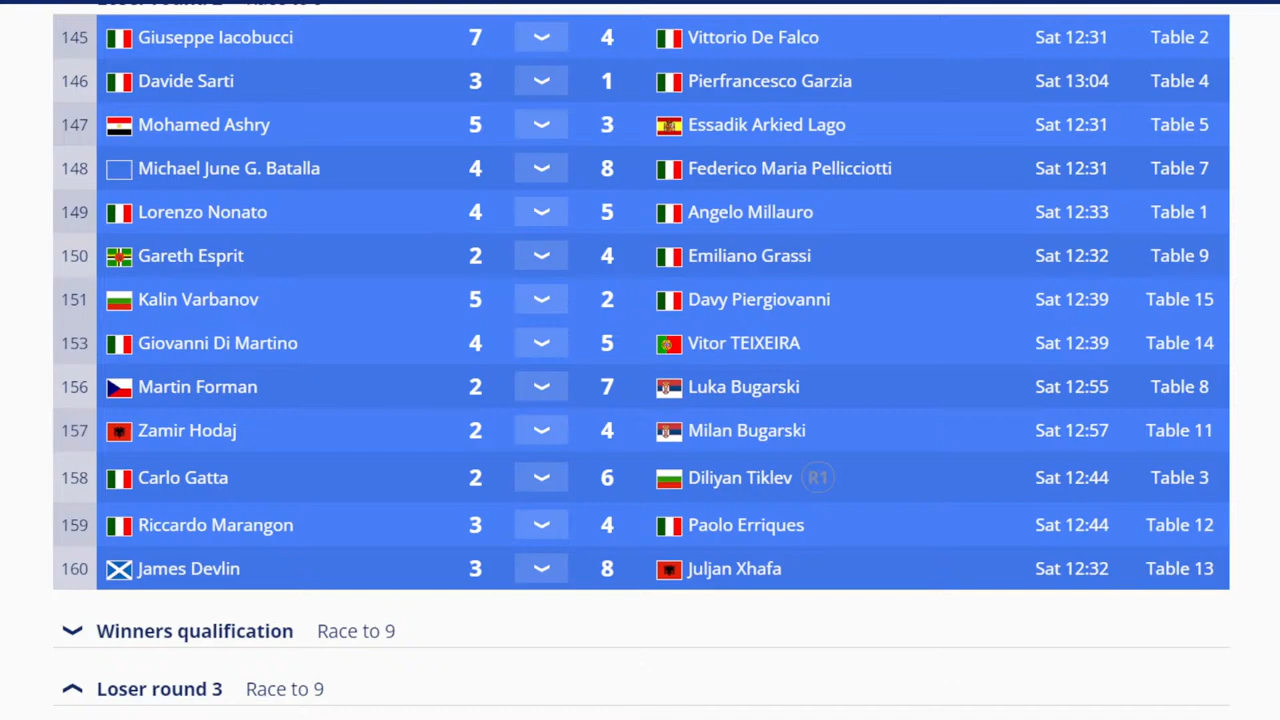 145 Giuseppe Iacobucci 7 4 Vittorio De Falco Sat 12:31 Table 2
146 Davide Sarti 3 1 Pierfrancesco Garzia Sat 13:04 Table 4
147 Mohamed Ashry 5 3 Essadik Arkied Lago Sat 12:31 Table 5
148 Michael June G. Batalla 4 8 Federico Maria Pellicciotti Sat 12:31 Table 7
149 Lorenzo Nonato 4 5 Angelo Millauro Sat 12:33 Table 1
150 Gareth Esprit 2 4 Emiliano Grassi Sat 12:32 Table 9
151 Kalin Varbanov 5 2 Davy Piergiovanni Sat 12:39 Table 15
153 Giovanni Di Martino 4 5 Vitor TEIXEIRA Sat 12:39 Table 14
156 Martin Forman 2 7 Luka Bugarski Sat 12:55 Table 8
157 Zamir Hodaj 2 4 Milan Bugarski Sat 12:57 Table 11
158 Carlo Gatta 2 6 Diliyan Tiklev R1 Sat 12:44 Table 3
159 Riccardo Marangon 3 4 Paolo Erriques Sat 12:44 Table 12
160 James Devlin 3 8 Juljan Xhafa Sat 12:32 Table 13
Winners qualification Race to 9
Loser round 3 Race to 9